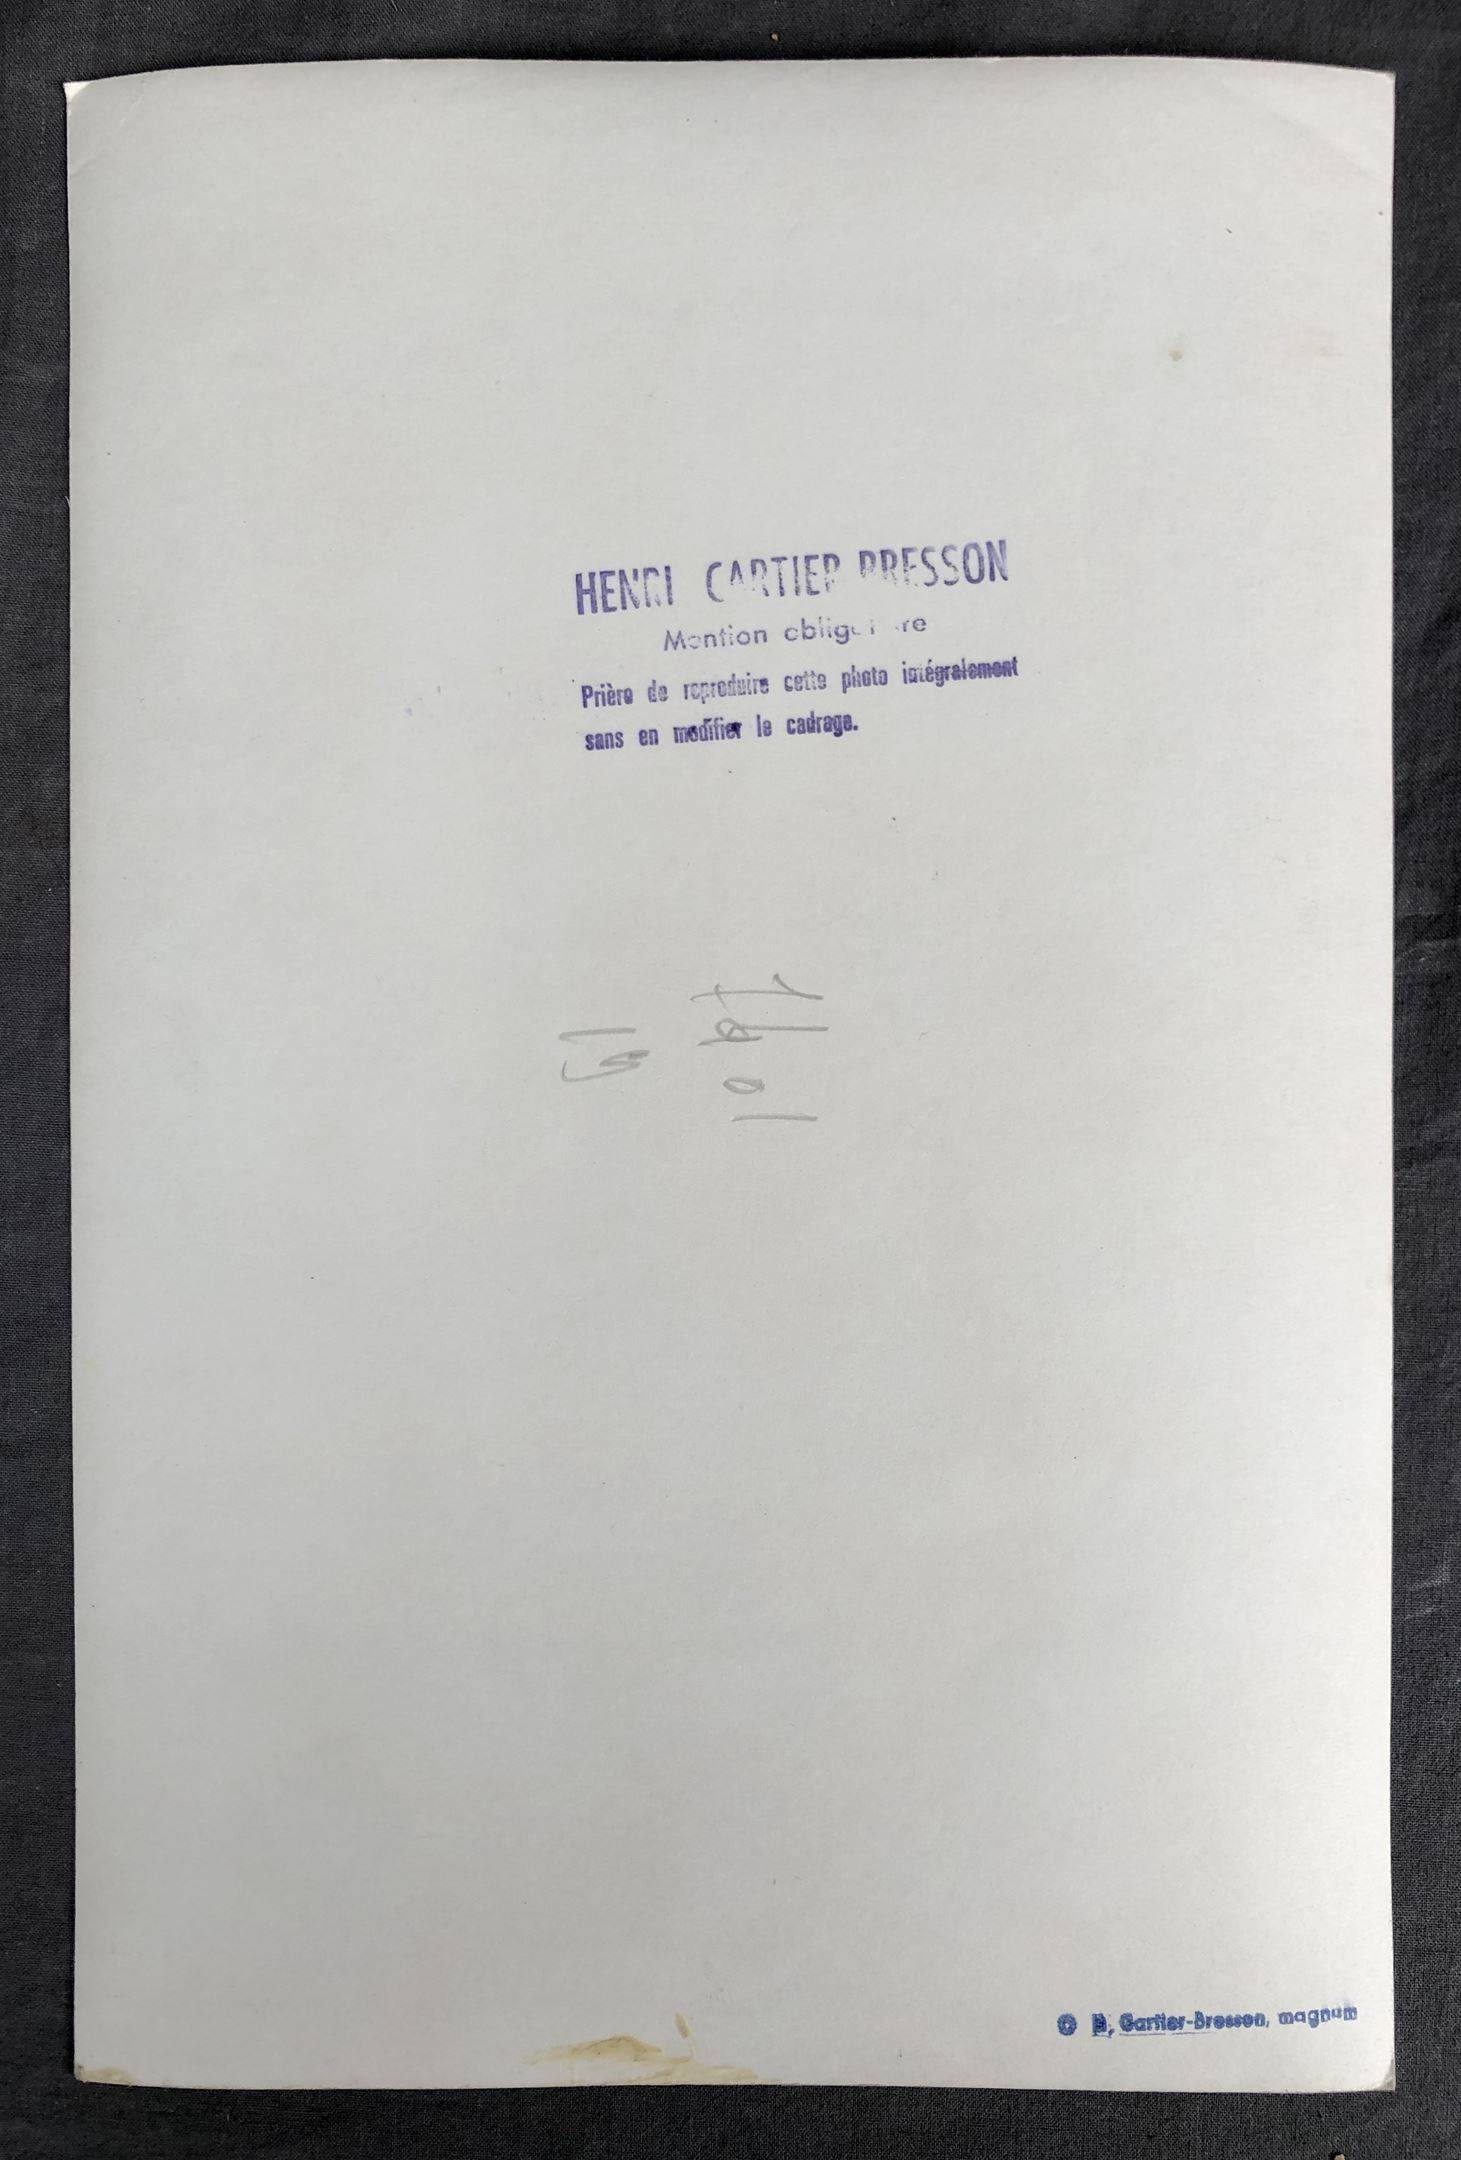 HENRI CARTIER BRESSON
Mention obligatoire
Prière de reproduire cette photo intégralement
sans en modifier le cadrage.
© H. Cartier-Bresson, magnum